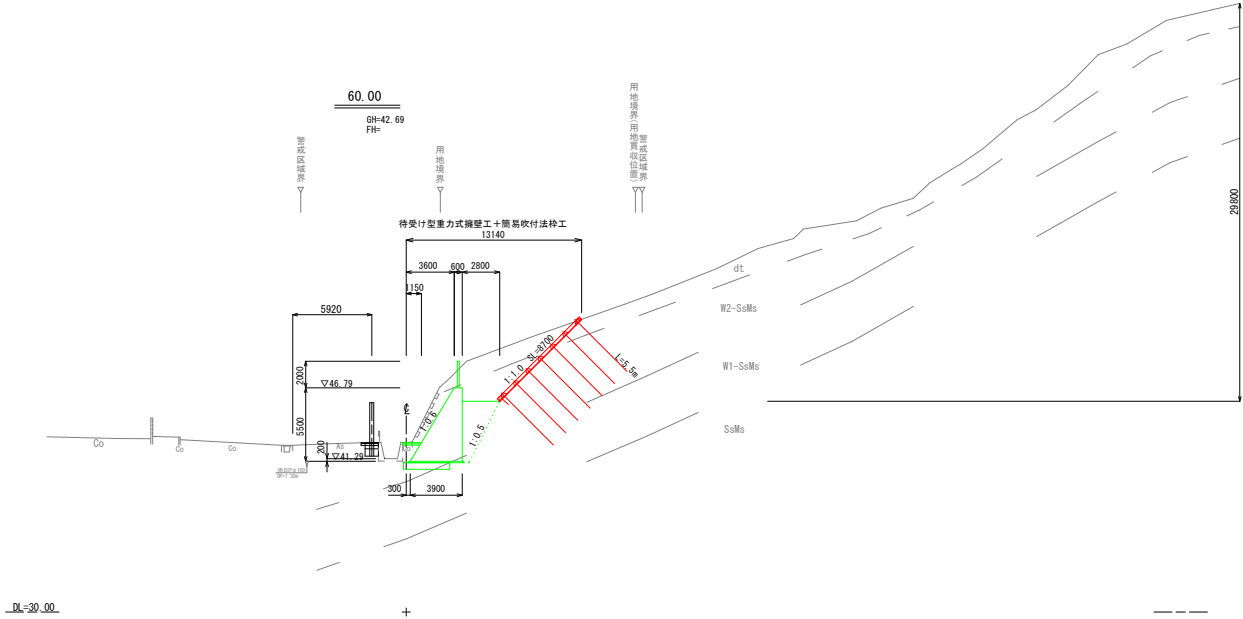 60.00
GH=42.69
FH=
警戒区域界
用地境界
用地境界(用地買収位置)
警戒区域界
待受け型重力式擁壁工+簡易吹付法枠工
13140
3600
600
2800
1150
5920
29800
dt
W2-SsMs
W1-SsMs
SsMs
2000
▽46.79
5500
200
▽41.29
1:0.6
1:0.5
1:1.0 SL=8700
L=5.5m
Co
Co
Co
As
300
3900
DL=30.00